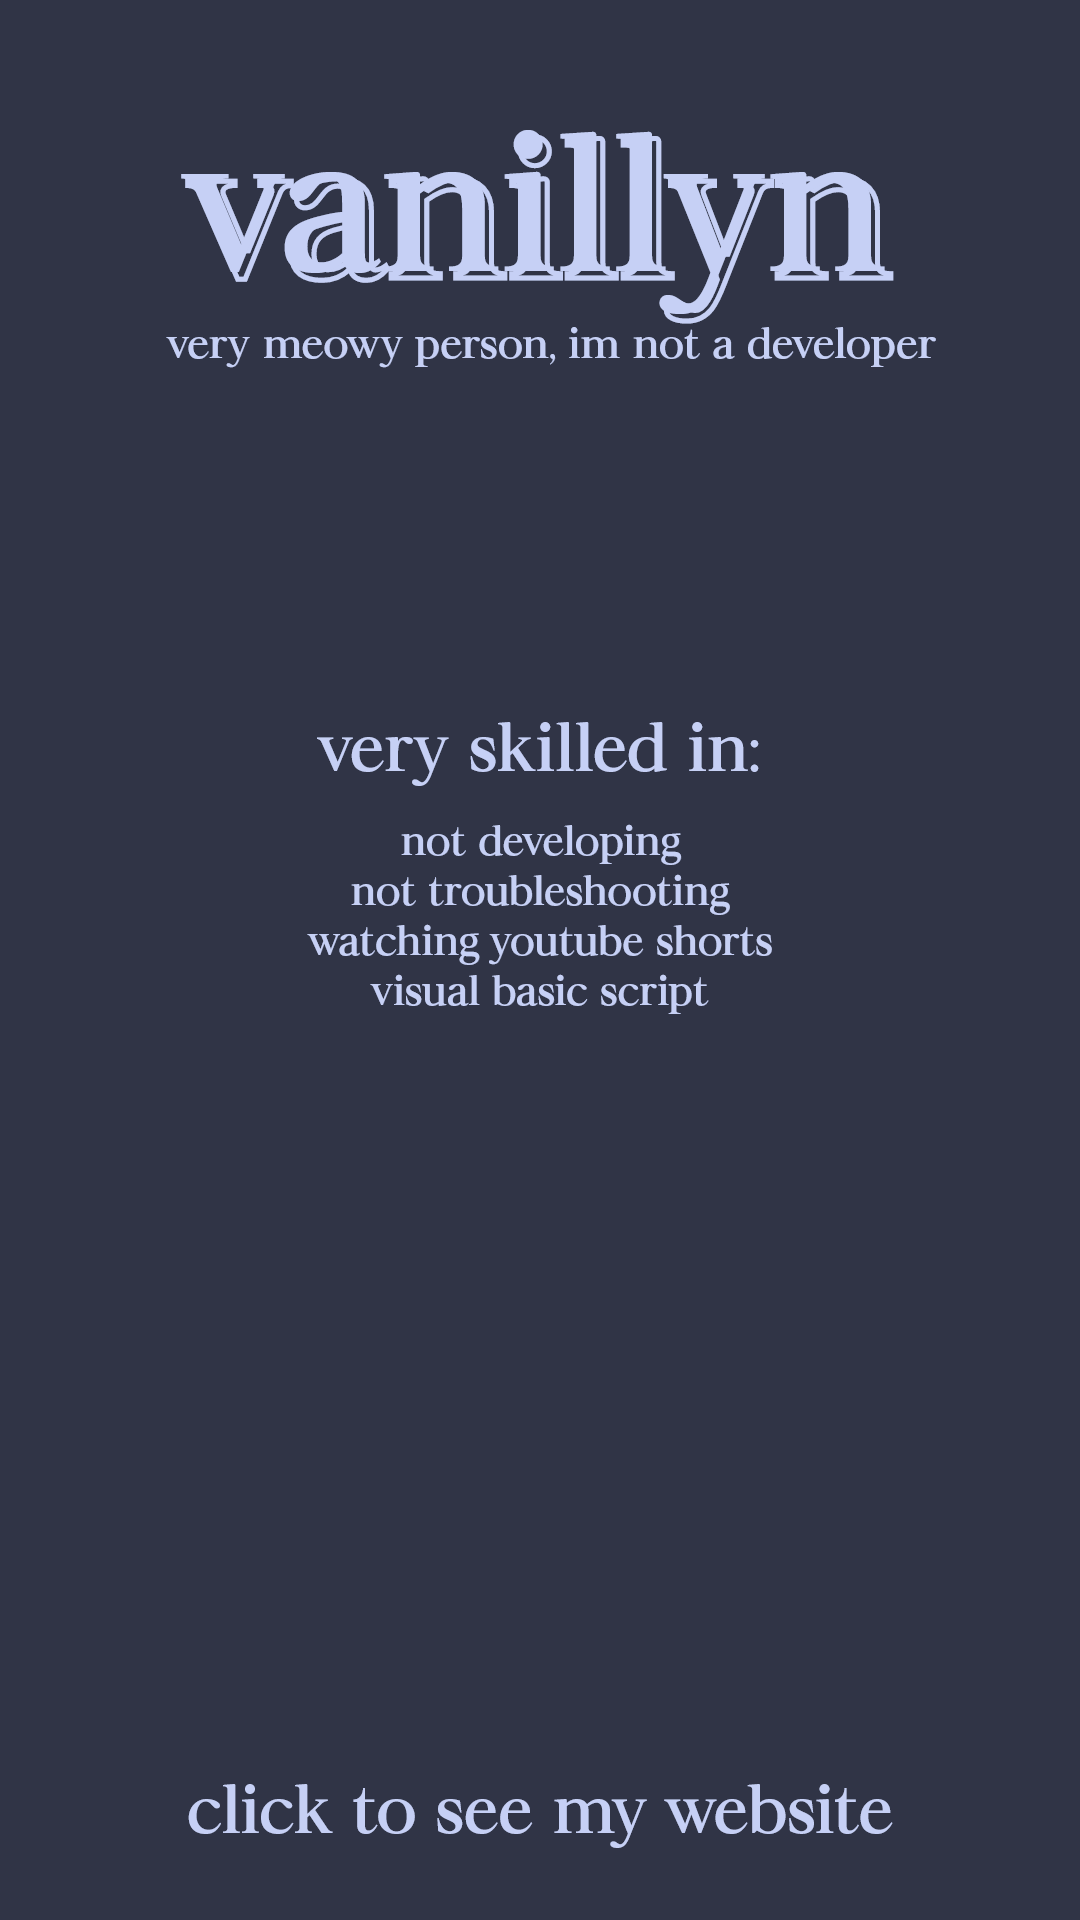 vanillyn
very meowy person, im not a developer
very skilled in:
not developing
not troubleshooting
watching youtube shorts
visual basic script
click to see my website